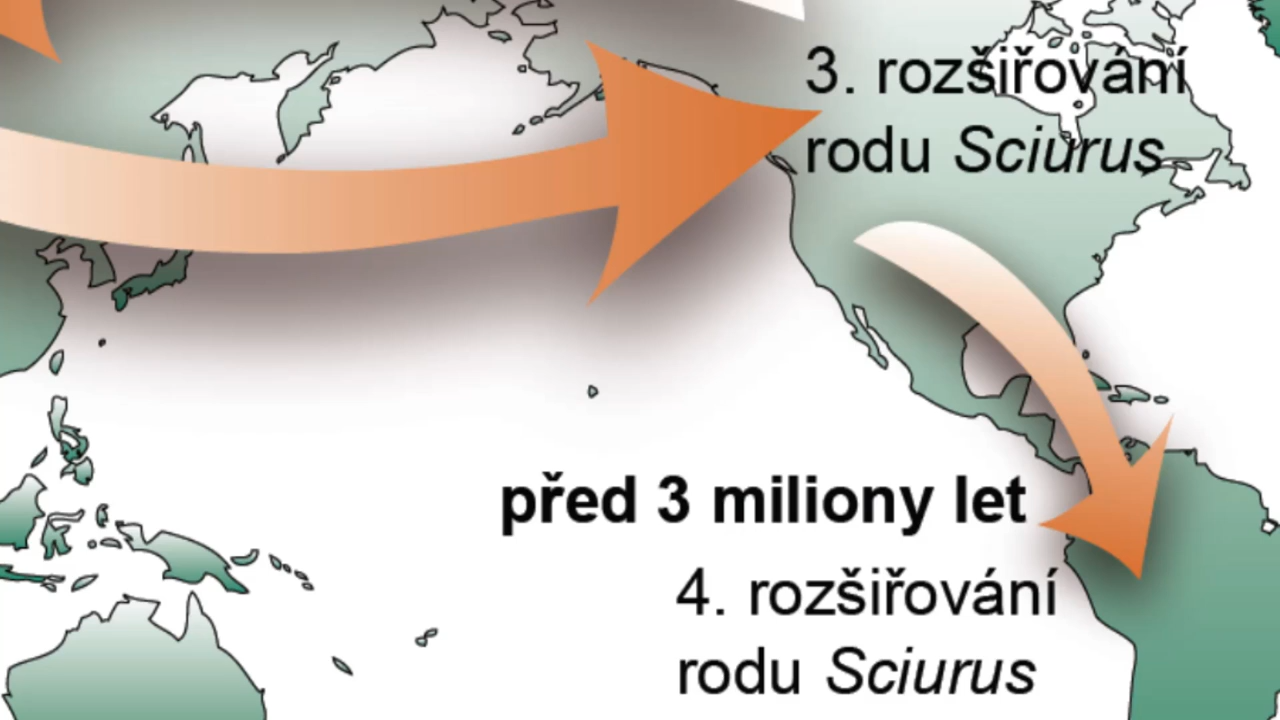 3. rozšiřování
rodu Sciurus
před 3 miliony let
4. rozšiřování
rodu Sciurus